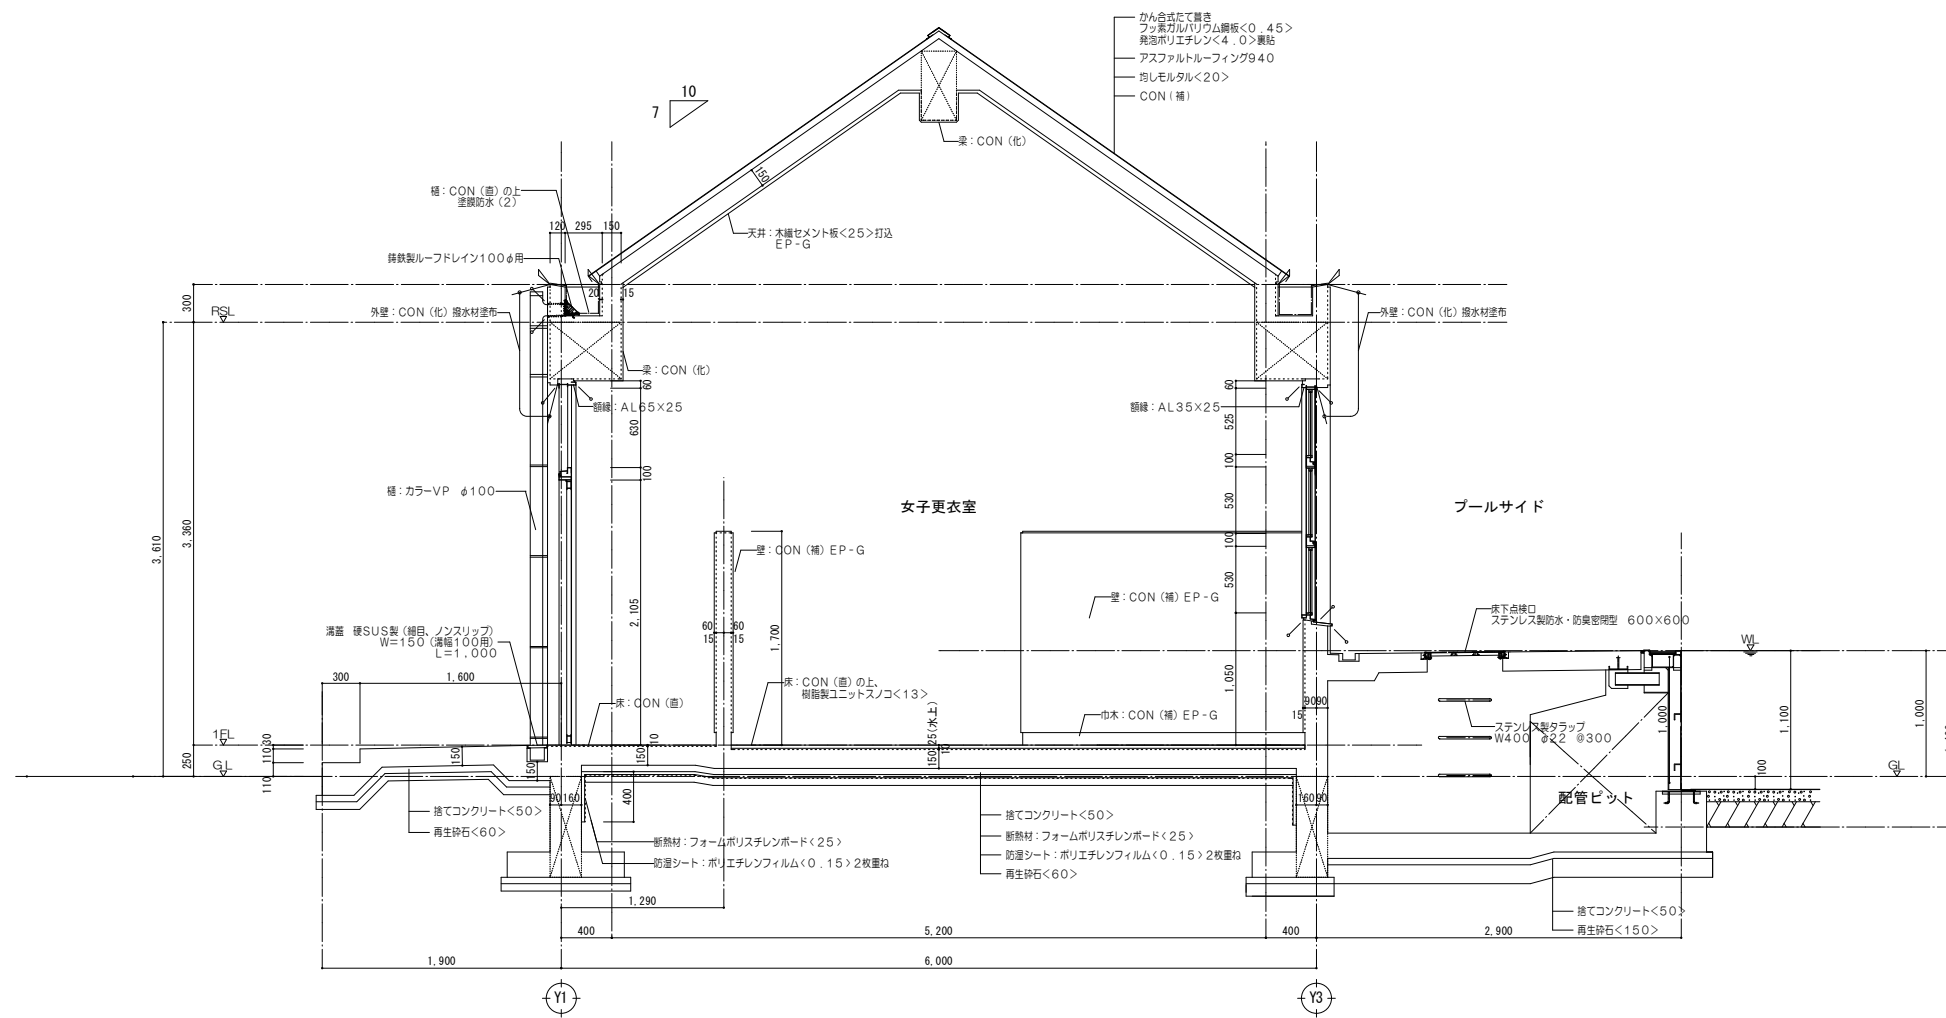 かん合式たて葺き
フッ素ガルバリウム鋼板<0.45>
発泡ポリエチレン<4.0>裏貼
アスファルトルーフィング940
均しモルタル<20>
CON(補)
10
7
梁:CON(化)
150
樋:CON(直)の上
塗膜防水(2)
120 295 150
天井:木繊セメント板<25>打込
EP-G
鋳鉄製ルーフドレイン100φ用
20 15
300
RSL
外壁:CON(化)撥水材塗布
外壁:CON(化)撥水材塗布
梁:CON(化)
60
60
額縁:AL65×25
額縁:AL35×25
630
525
100
100
樋:カラーVP φ100
女子更衣室
プールサイド
530
3,360
3,610
100
壁:CON(補)EP-G
530
壁:CON(補)EP-G
2,105
床下点検口
ステンレス製防水・防臭密閉型 600×600
60 60
15 15
1,700
溝蓋 硬SUS製(細目、ノンスリップ)
W=150(溝幅100用)
L=1,000
WL
300
1,600
床:CON(直)の上、
樹脂製ユニットスノコ<13>
1,050
床:CON(直)
9090
15
巾木:CON(補)EP-G
ステンレス製タラップ
W400 φ22 @300
1,000
1,100
1,000
1FL
250
110
30
150
150
10
150
25(水上)
GL
110
150
100
GL
90 160
400
160 90
配管ピット
捨てコンクリート<50>
再生砕石<60>
捨てコンクリート<50>
断熱材:フォームポリスチレンボード<25>
防湿シート:ポリエチレンフィルム<0.15>2枚重ね
断熱材:フォームポリスチレンボード<25>
防湿シート:ポリエチレンフィルム<0.15>2枚重ね
再生砕石<60>
1,290
捨てコンクリート<50>
再生砕石<150>
400
5,200
400
2,900
1,900
6,000
Y1
Y3